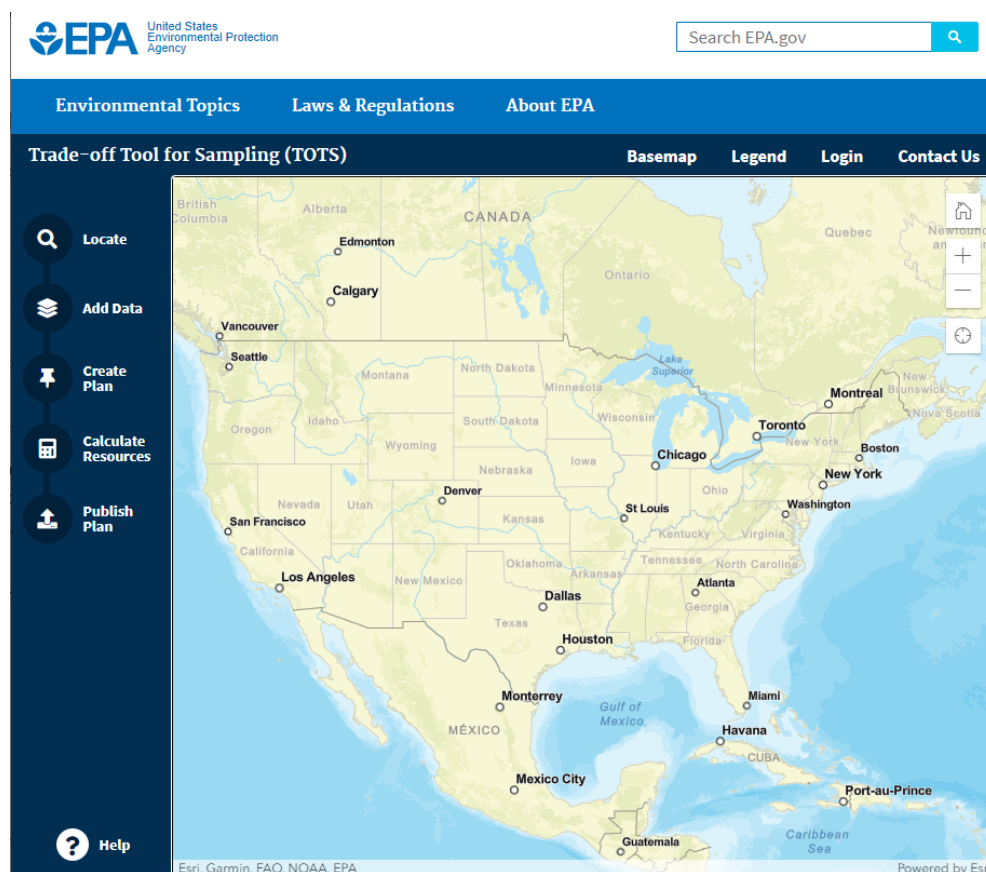 EPA
United States
Environmental Protection
Agency
Search EPA.gov
Environmental Topics
Laws & Regulations
About EPA
Trade-off Tool for Sampling (TOTS)
Basemap
Legend
Login
Contact Us
Locate
Add Data
Create
Plan
Calculate
Resources
Publish
Plan
? Help
British
Columbia
Alberta
CANADA
Edmonton
Quebec
Ontario
Calgary
Vancouver
Seattle
Lake
Superior
Montana
North Dakota
Minnesota
New
Brunswick
Montreal
Nova Scotia
Oregon
Idaho
South Dakota
Wisconsin
Toronto
Wyoming
New York
Boston
Chicago
Iowa
Nebraska
New York
Denver
Ohio
Nevada
Utah
St Louis
Washington
San Francisco
Kansas
Kentucky
Virginia
California
Oklahoma
Tennessee
North Carolina
Los Angeles
New Mexico
Arkansas
Atlanta
Dallas
Georgia
Texas
Houston
Florida
Monterrey
Gulf of
Mexico
Miami
MÉXICO
Havana
CUBA
Mexico City
Port-au-Prince
Caribbean
Sea
Guatemala
Esri, Garmin, FAO, NOAA, EPA
Powered by Esr